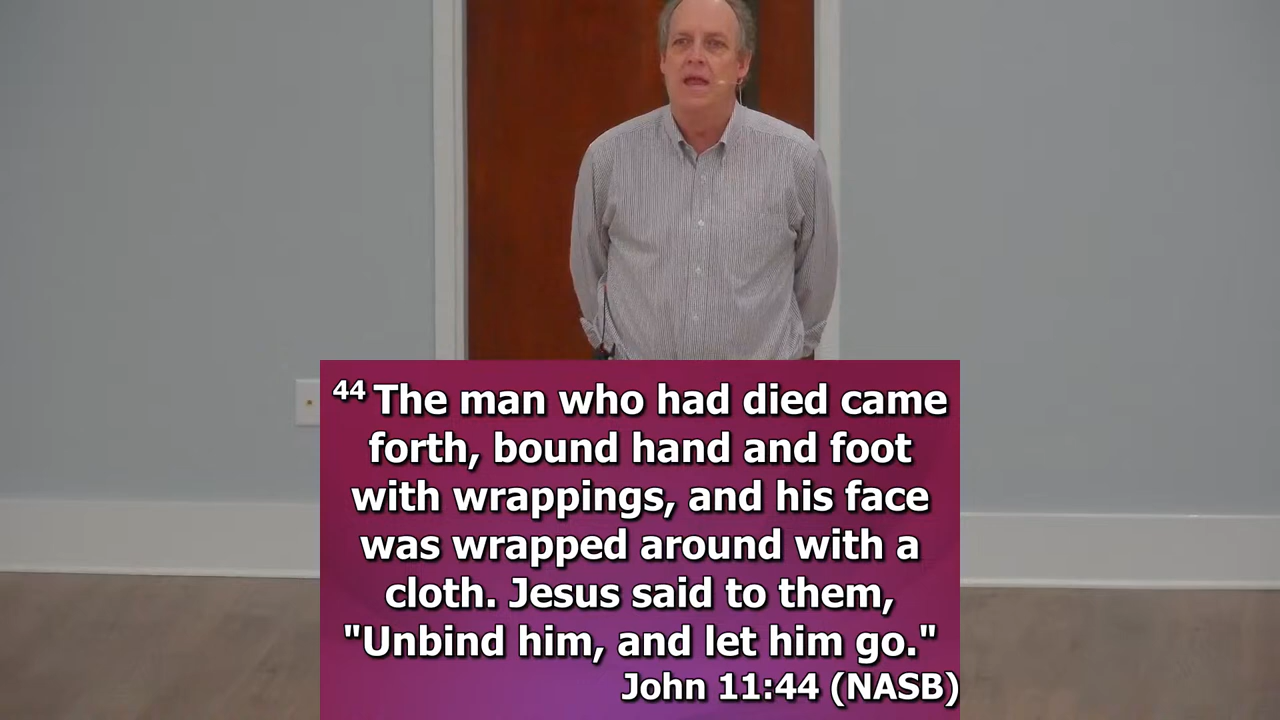 44 The man who had died came
forth, bound hand and foot
with wrappings, and his face
was wrapped around with a
cloth. Jesus said to them,
"Unbind him, and let him go."
John 11:44 (NASB)